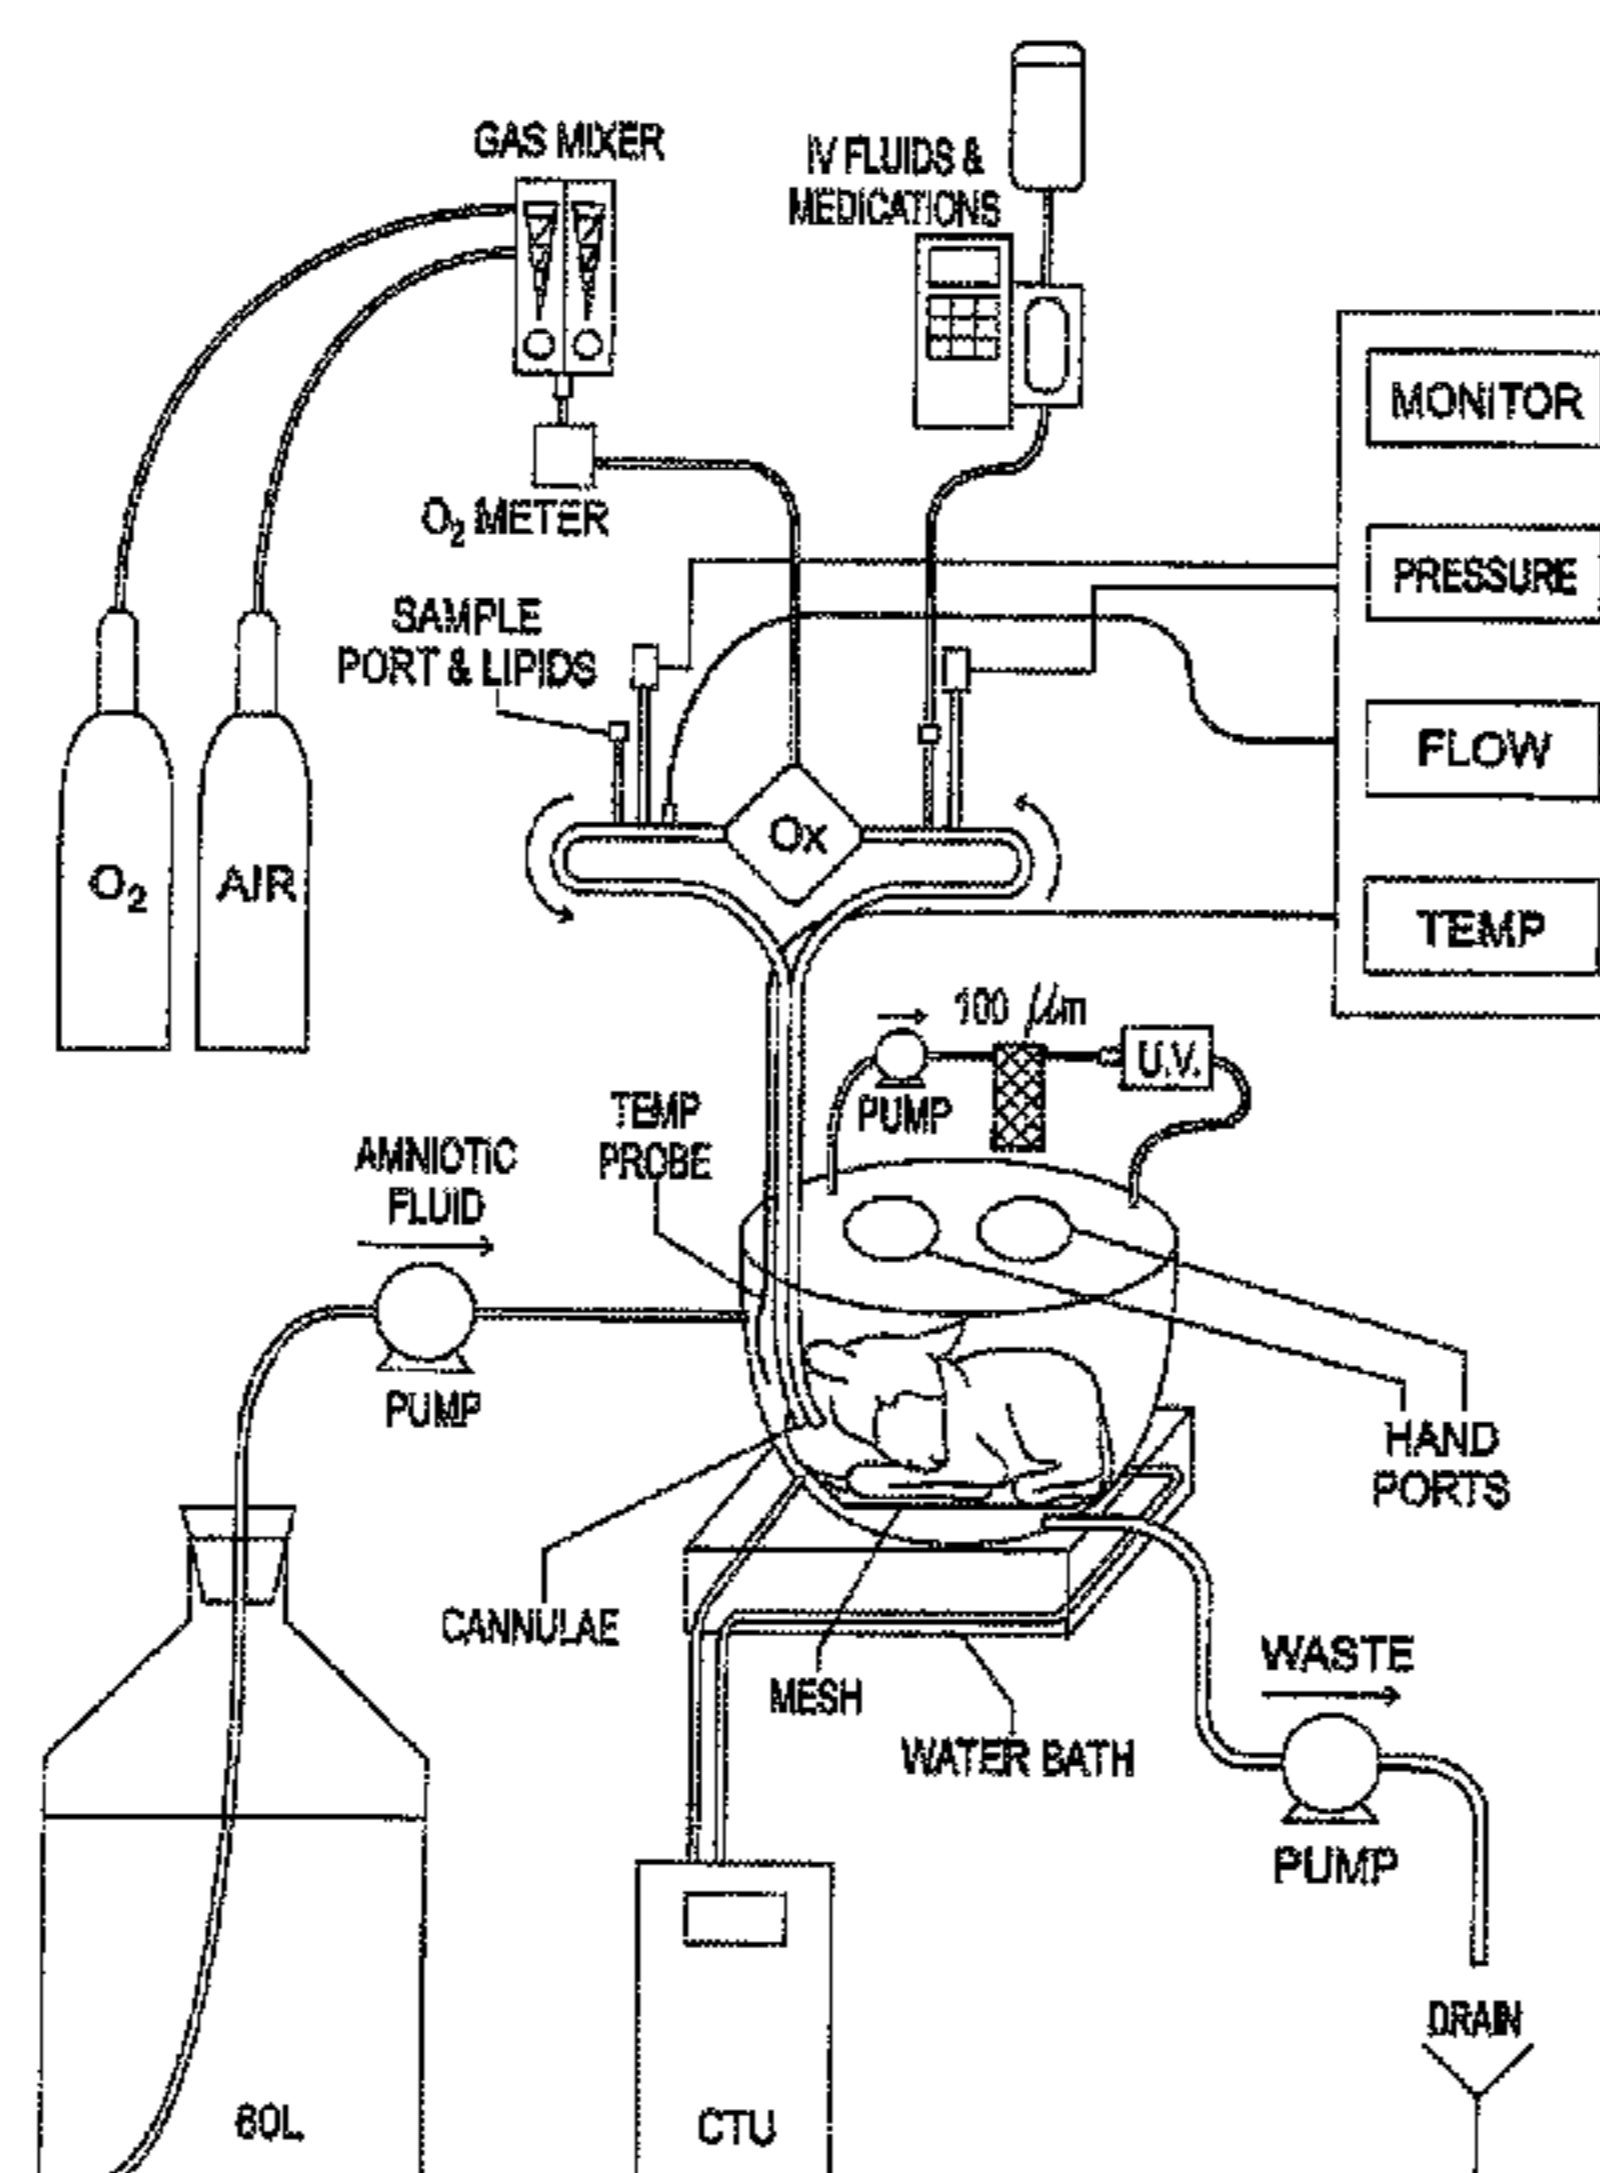 GAS MIXER
IV FLUIDS &
MEDICATIONS
MONITOR
O₂ METER
PRESSURE
SAMPLE
PORT & LIPIDS
FLOW
Ox
O₂
AIR
TEMP
100 µm
U.V.
PUMP
TEMP
PROBE
AMNIOTIC
FLUID
PUMP
HAND
PORTS
CANNULAE
MESH
WASTE
WATER BATH
PUMP
DRAIN
60L
CTU